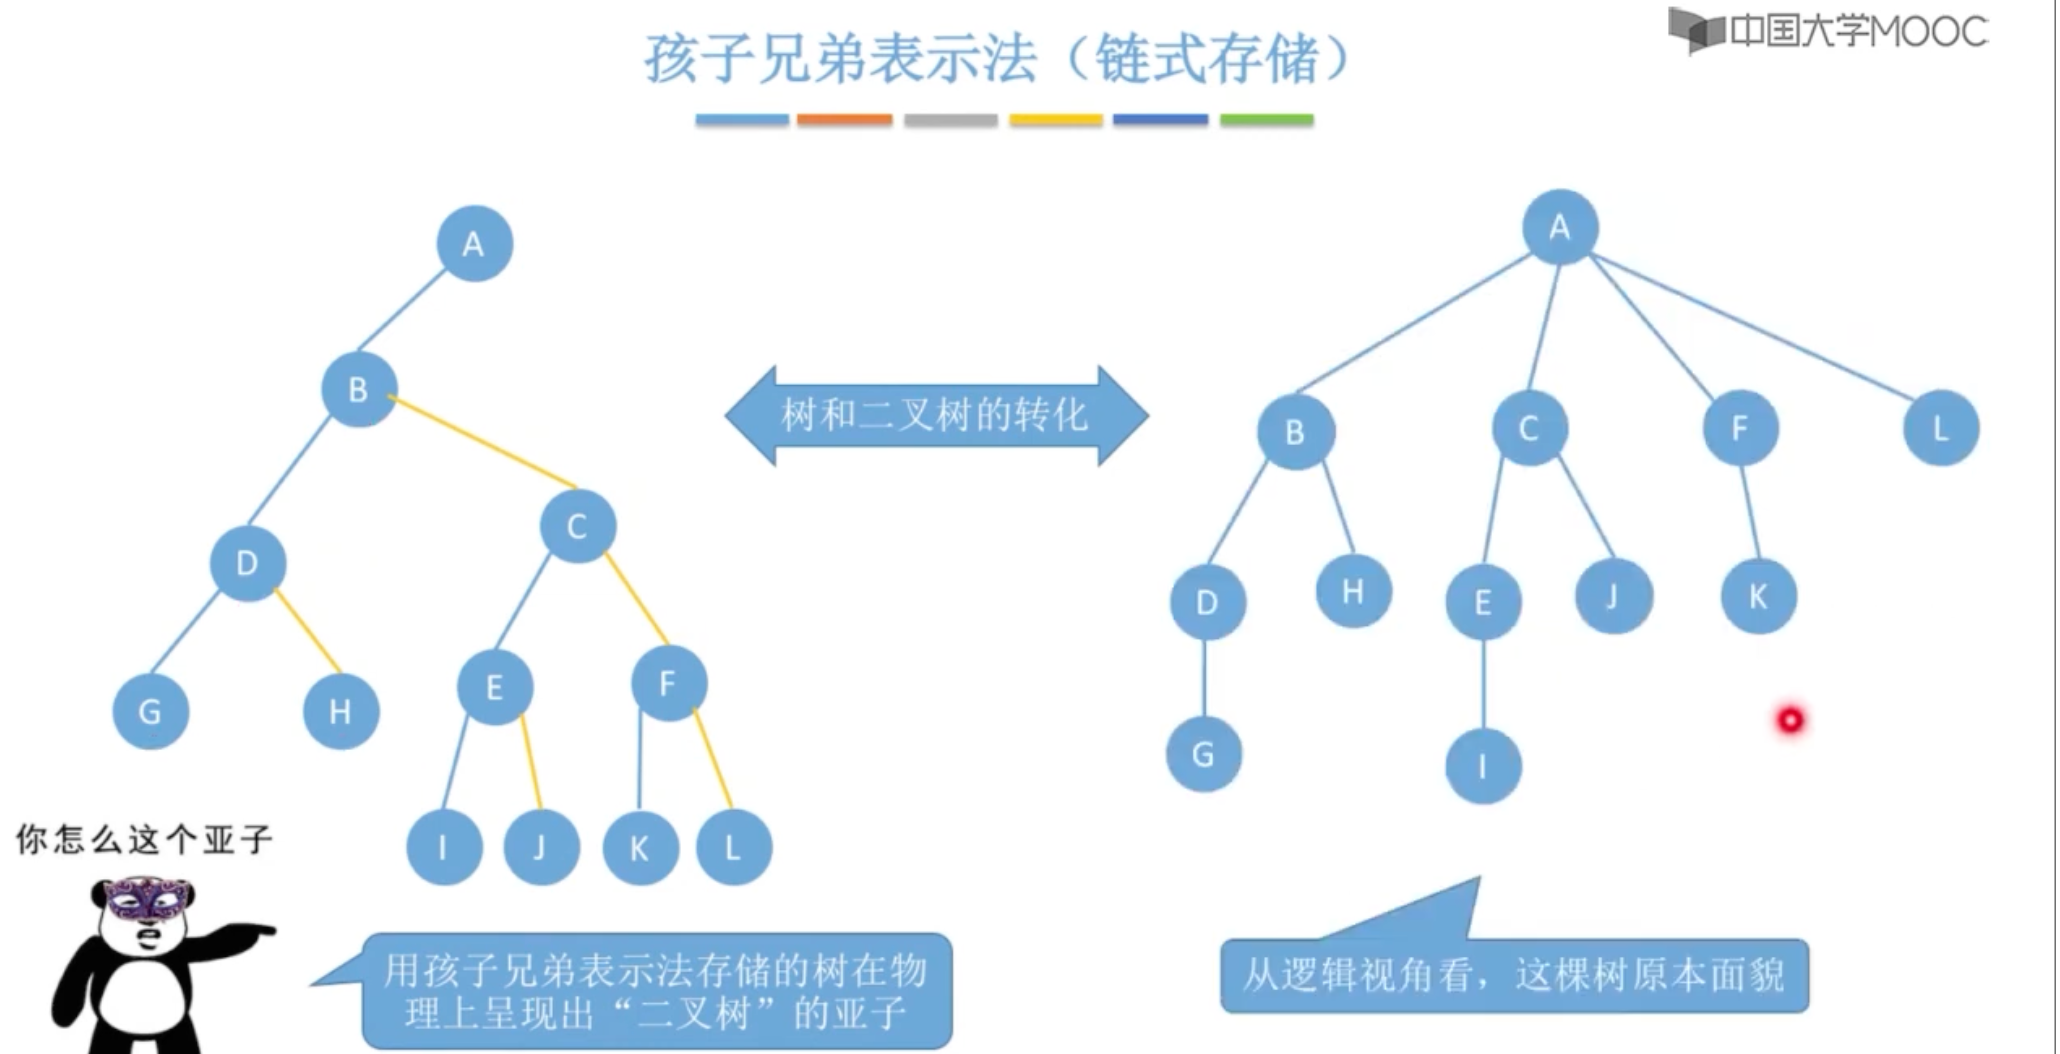 中国大学MOOC
孩子兄弟表示法（链式存储）
A
B
C
D
E
F
G
H
I
J
K
L
树和二叉树的转化
A
B
C
F
L
D
H
E
J
K
G
I
你怎么这个亚子
用孩子兄弟表示法存储的树在物
理上呈现出“二叉树”的亚子
从逻辑视角看，这棵树原本面貌